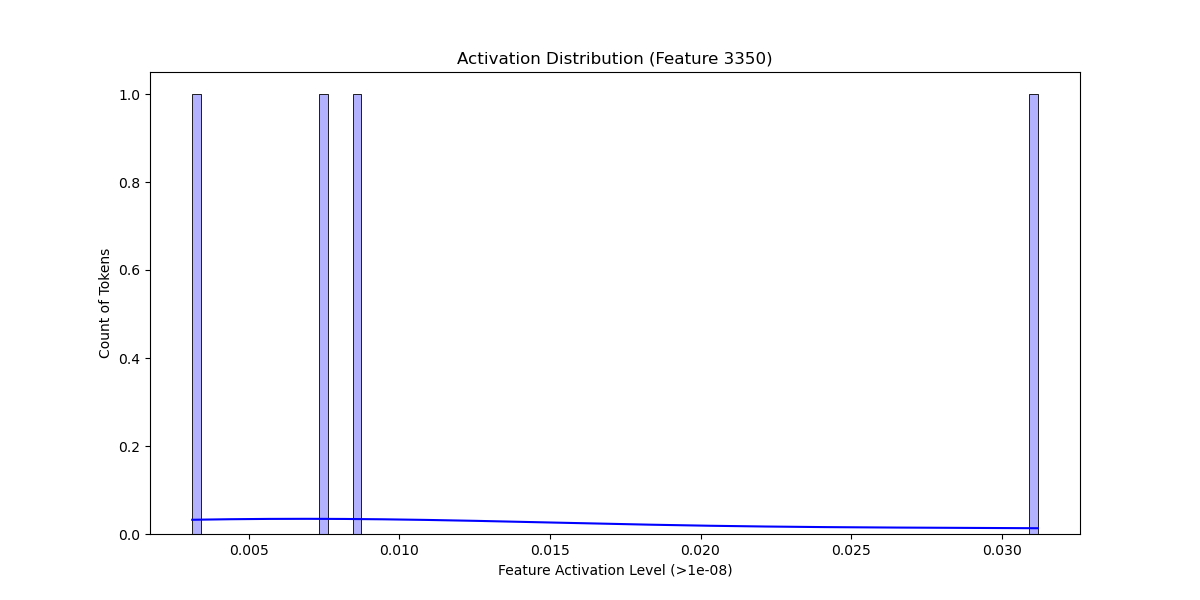 Activation Distribution (Feature 3350)
1.0
0.8
0.6
0.4
0.2
0.0
Count of Tokens
0.005 0.010 0.015 0.020 0.025 0.030
Feature Activation Level (>1e-08)